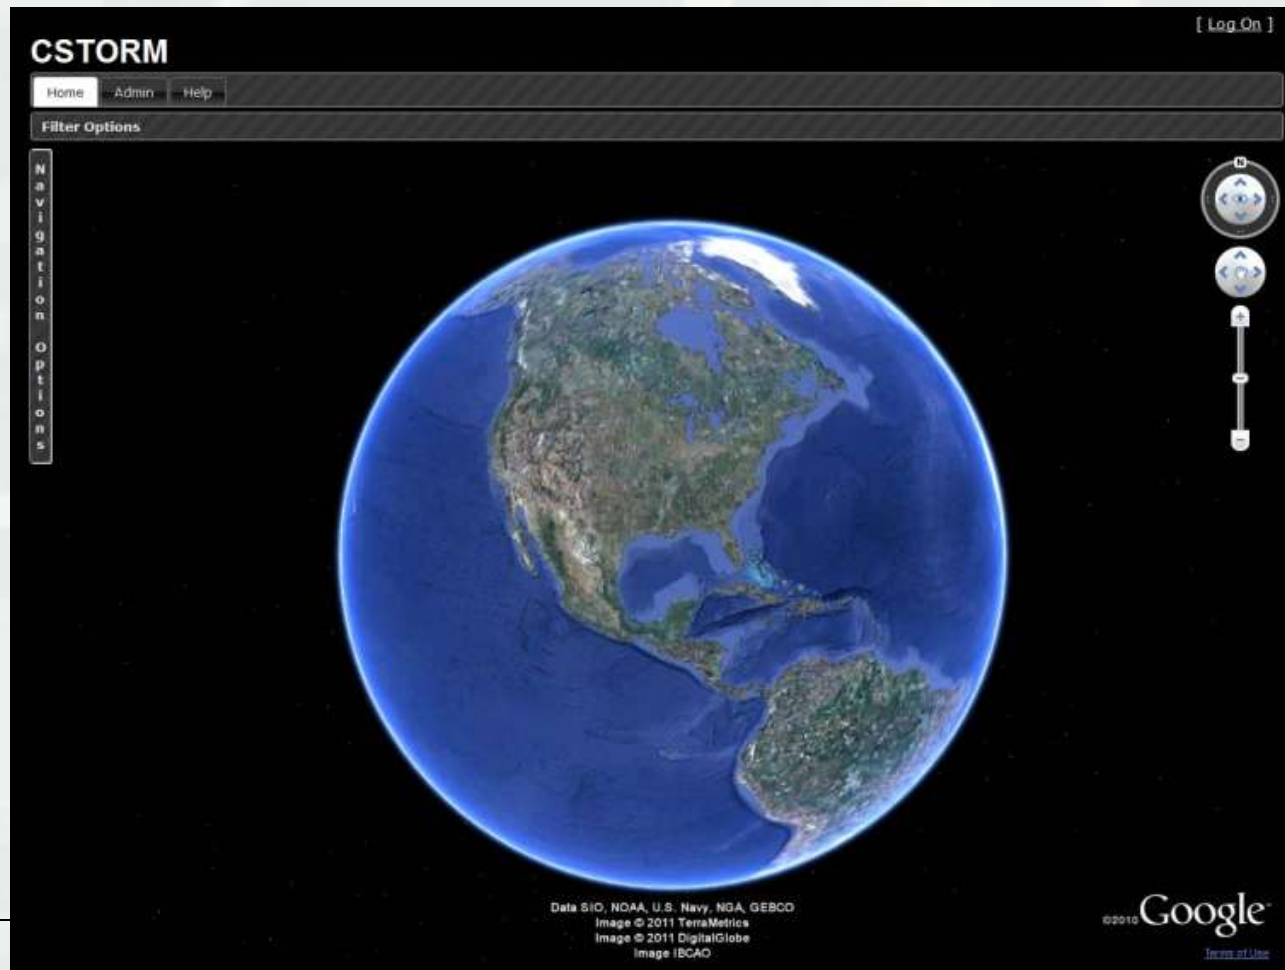 [ Log On ]
CSTORM
Home Admin Help
Filter Options
Navigation Options
N
Data SIO, NOAA, U.S. Navy, NGA, GEBCO
Image © 2011 TerraMetrics
Image © 2011 DigitalGlobe
Image IBCAO
©2010 Google
Terms of Use